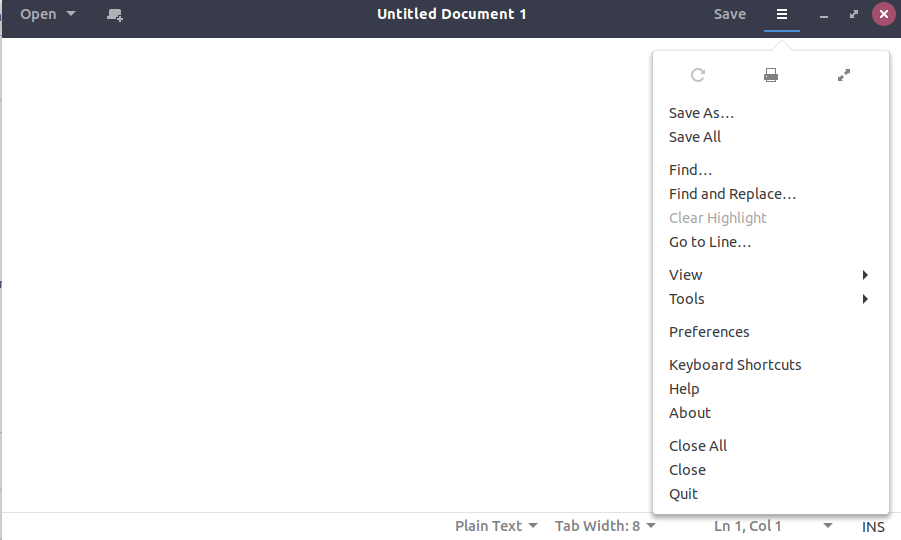 Open Untitled Document 1 Save
Save As…
Save All
Find…
Find and Replace…
Clear Highlight
Go to Line…
View
Tools
Preferences
Keyboard Shortcuts
Help
About
Close All
Close
Quit
Plain Text Tab Width: 8 Ln 1, Col 1 INS